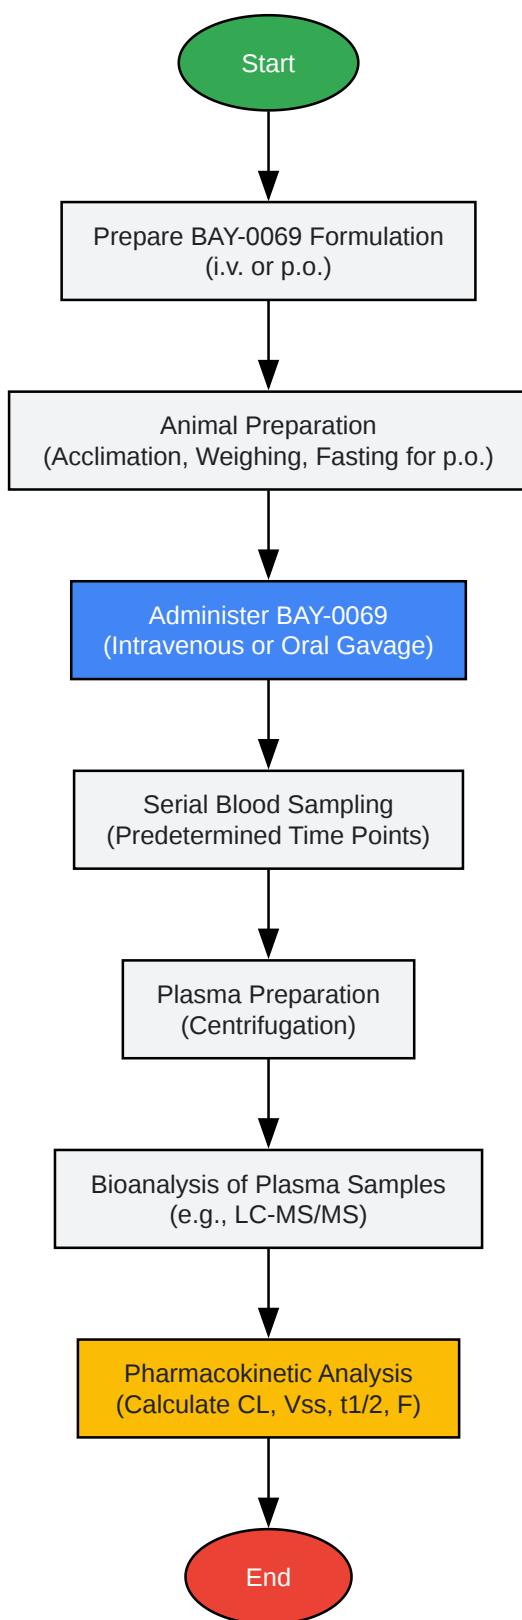 Start
Prepare BAY-0069 Formulation
(i.v. or p.o.)
Animal Preparation
(Acclimation, Weighing, Fasting for p.o.)
Administer BAY-0069
(Intravenous or Oral Gavage)
Serial Blood Sampling
(Predetermined Time Points)
Plasma Preparation
(Centrifugation)
Bioanalysis of Plasma Samples
(e.g., LC-MS/MS)
Pharmacokinetic Analysis
(Calculate CL, Vss, t1/2, F)
End